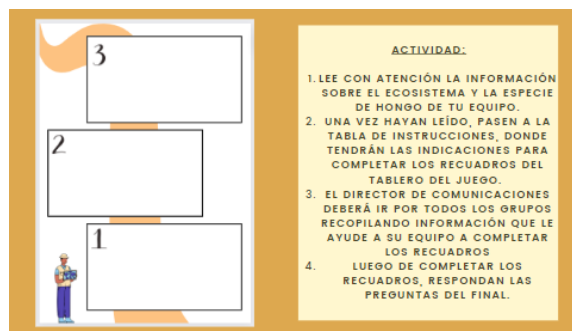 3
2
1
ACTIVIDAD:
1. LEE CON ATENCIÓN LA INFORMACIÓN
SOBRE EL ECOSISTEMA Y LA ESPECIE
DE HONGO DE TU EQUIPO.
2. UNA VEZ HAYAN LEÍDO, PASEN A LA
TABLA DE INSTRUCCIONES, DONDE
TENDRÁN LAS INDICACIONES PARA
COMPLETAR LOS RECUADROS DEL
TABLERO DEL JUEGO.
3. EL DIRECTOR DE COMUNICACIONES
DEBERÁ IR POR TODOS LOS GRUPOS
RECOPILANDO INFORMACIÓN QUE LE
AYUDE A SU EQUIPO A COMPLETAR
LOS RECUADROS
4. LUEGO DE COMPLETAR LOS
RECUADROS, RESPONDAN LAS
PREGUNTAS DEL FINAL.